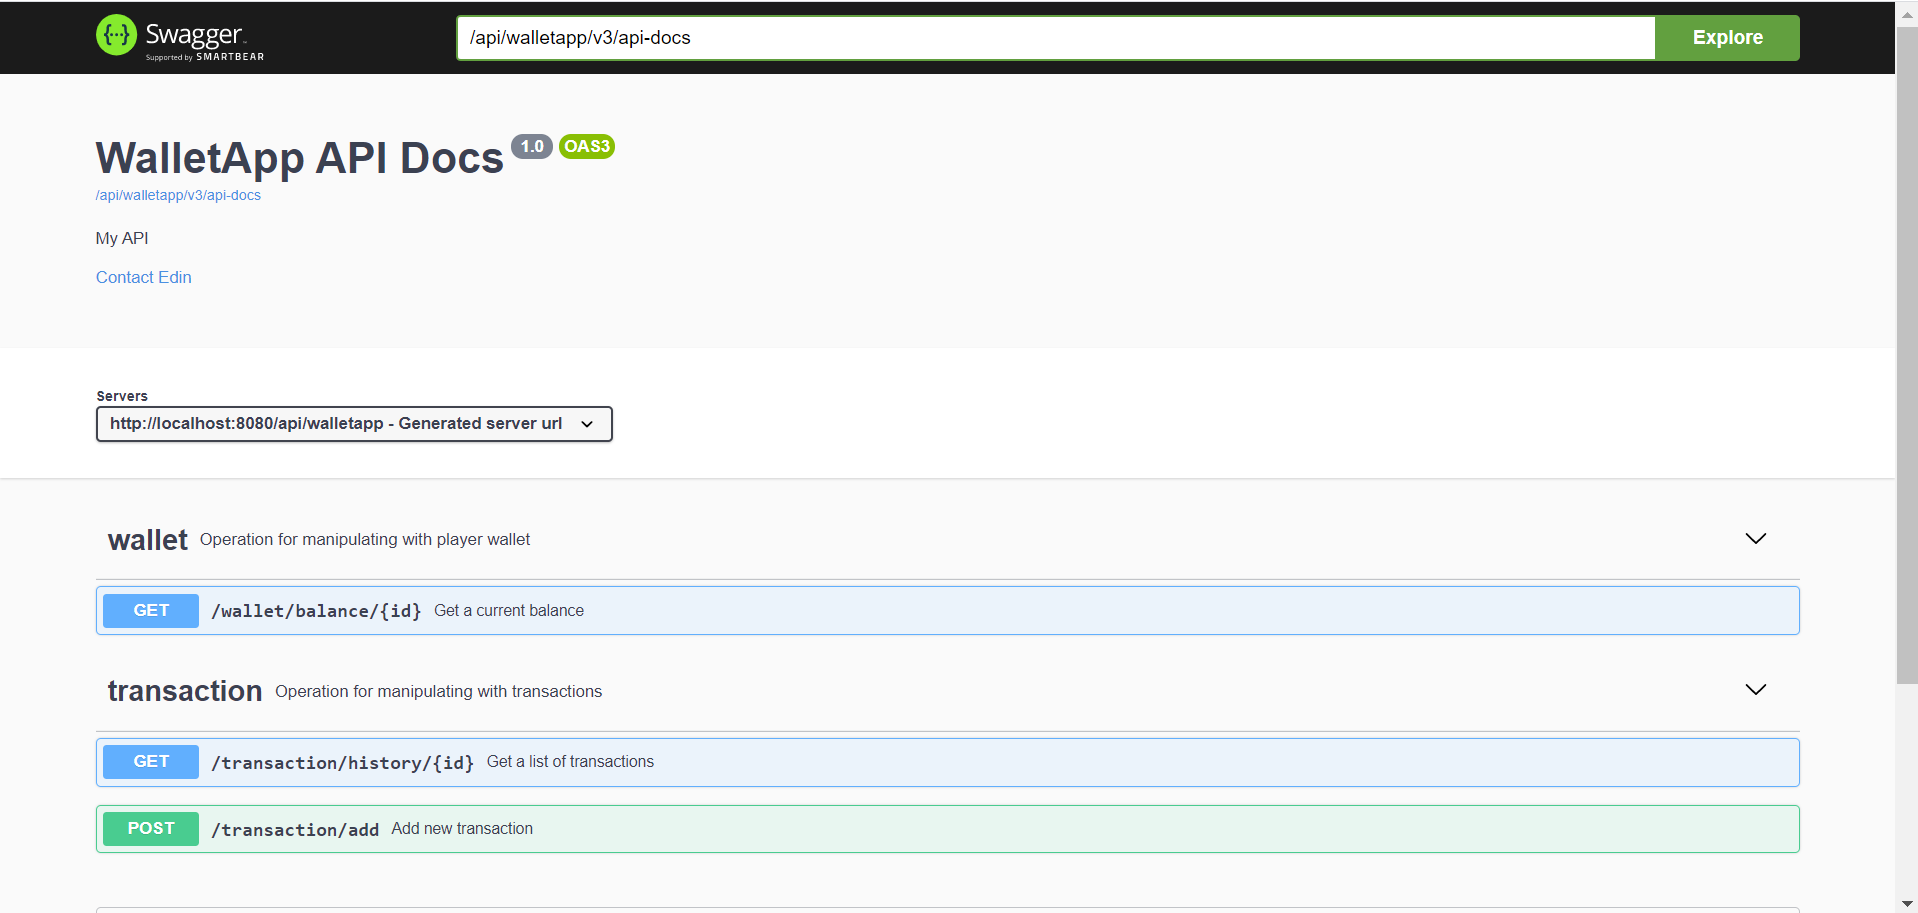 Swagger™
Supported by SMARTBEAR
/api/walletapp/v3/api-docs
Explore
WalletApp API Docs 1.0 OAS3
/api/walletapp/v3/api-docs
My API
Contact Edin
Servers
http://localhost:8080/api/walletapp - Generated server url
wallet Operation for manipulating with player wallet
GET /wallet/balance/{id} Get a current balance
transaction Operation for manipulating with transactions
GET /transaction/history/{id} Get a list of transactions
POST /transaction/add Add new transaction